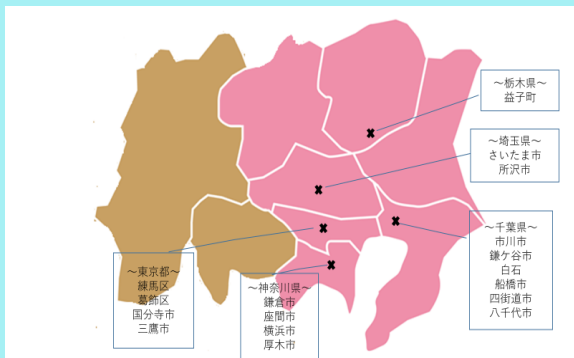 ～栃木県～
益子町
～埼玉県～
さいたま市
所沢市
～千葉県～
市川市
鎌ケ谷市
白石
船橋市
四街道市
八千代市
～東京都～
練馬区
葛飾区
国分寺市
三鷹市
～神奈川県～
鎌倉市
座間市
横浜市
厚木市